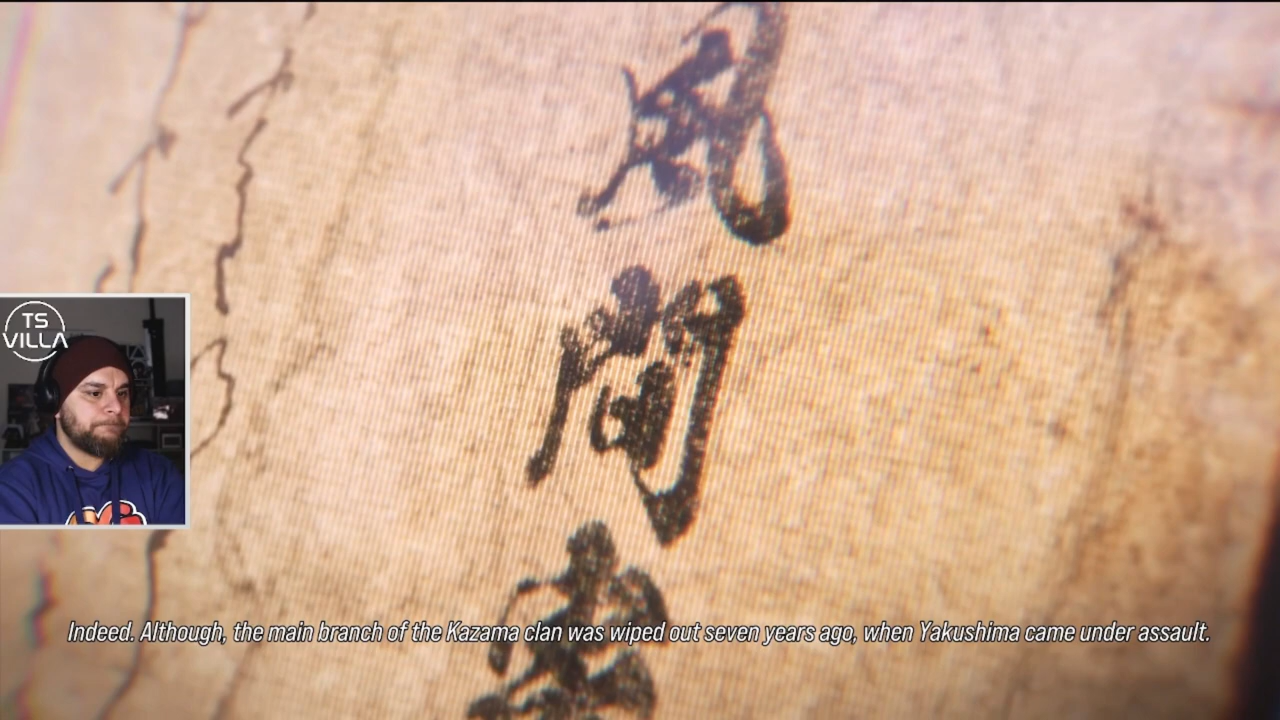 風
間
TS
VILLA
Indeed. Although, the main branch of the Kazama clan was wiped out seven years ago, when Yakushima came under assault.